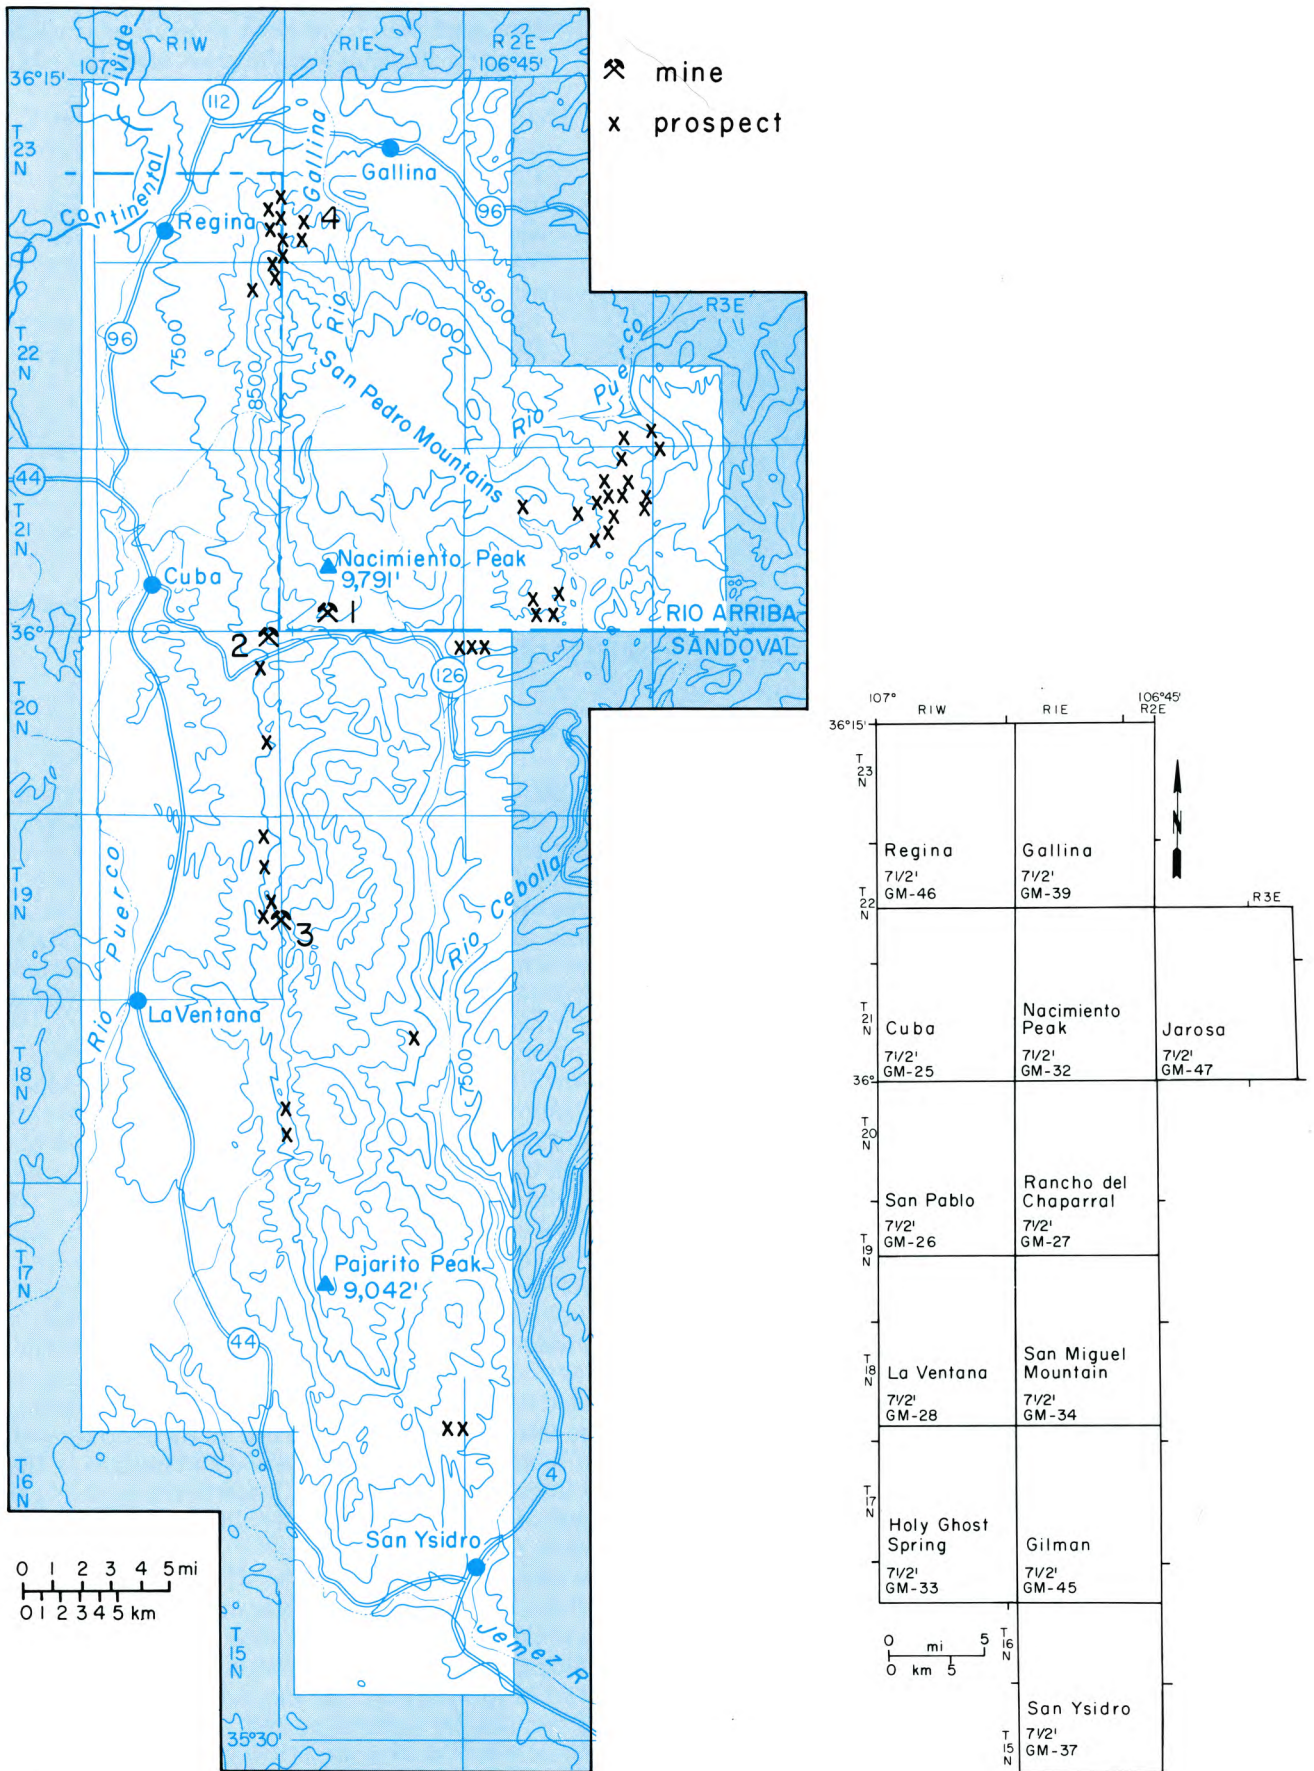 R1W
R1E
R2E
107°
106°45'
36°15'
Divide
112
Gallina
T
23
N
Gallina
Continental
Regina
4
96
R3E
8500
10000
Rio
Puerco
T
22
N
96
7500
8500
Rio
San Pedro Mountains
Rio
44
T
21
N
Nacimiento Peak
9,791'
Cuba
1
RIO ARRIBA
36°
2
SANDOVAL
126
T
20
N
Puerco
T
19
N
Rio Cebolla
3
La Ventana
Rio
T
18
N
7500
T
17
N
Pajarito Peak
9,042'
44
T
16
N
4
San Ysidro
0 1 2 3 4 5 mi
0 1 2 3 4 5 km
T
15
N
Jemez R
35°30'
mine
x prospect
107°
106°45'
R1W
R1E
R2E
36°15'
T
23
N
N
Regina
7 1/2'
GM-46
Gallina
7 1/2'
GM-39
T
22
N
R3E
T
21
N
Cuba
7 1/2'
GM-25
Nacimiento
Peak
7 1/2'
GM-32
Jarosa
7 1/2'
GM-47
36°
T
20
N
San Pablo
7 1/2'
GM-26
Rancho del
Chaparral
7 1/2'
GM-27
T
19
N
T
18
N
La Ventana
7 1/2'
GM-28
San Miguel
Mountain
7 1/2'
GM-34
T
17
N
Holy Ghost
Spring
7 1/2'
GM-33
Gilman
7 1/2'
GM-45
0 mi 5
0 km 5
T
16
N
San Ysidro
7 1/2'
GM-37
T
15
N